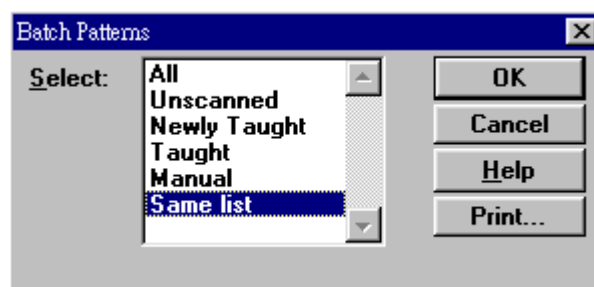 Batch Patterns
Select:
All
Unscanned
Newly Taught
Taught
Manual
Same list
OK
Cancel
Help
Print...